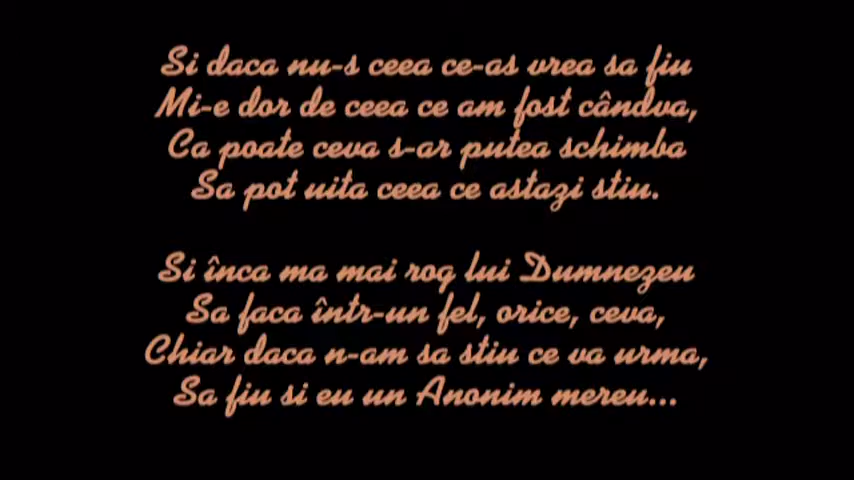 Si daca nu-s ceea ce-as vrea sa fiu
Mi-e dor de ceea ce am fost cândva,
Ca poate ceva s-ar putea schimba
Sa pot uita ceea ce astazi stiu.
Si înca ma mai rog lui Dumnezeu
Sa faca într-un fel, orice, ceva,
Chiar daca n-am sa stiu ce va urma,
Sa fiu si eu un Anonim mereu...